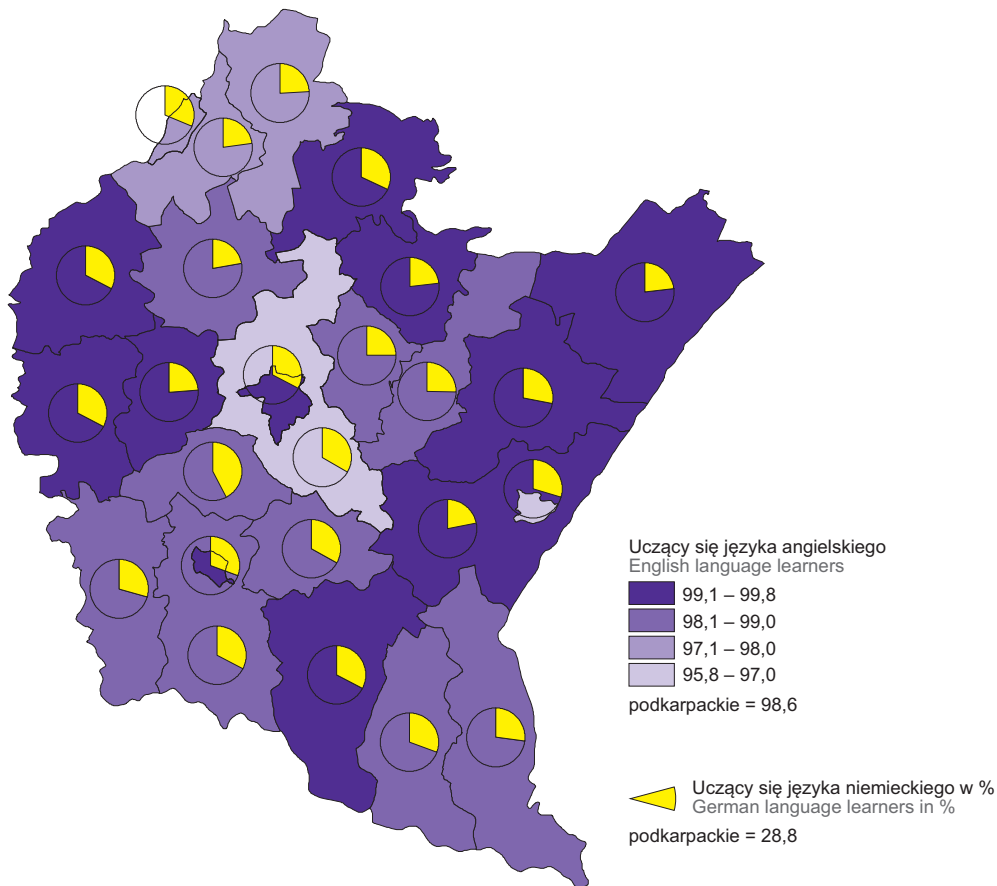 Uczący się języka angielskiego
English language learners
99,1 – 99,8
98,1 – 99,0
97,1 – 98,0
95,8 – 97,0
podkarpackie = 98,6
Uczący się języka niemieckiego w %
German language learners in %
podkarpackie = 28,8